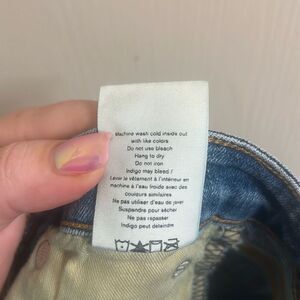 Machine wash cold inside out
with like colors
Do not use bleach
Hang to dry
Do not iron
Indigo may bleed /
Laver le vêtement à l'intérieur en
machine à l'eau froide avec des
couleurs similaires
Ne pas utiliser d'eau de javel
Suspendre pour sécher
Ne pas repasser
Indigo peut déteindre